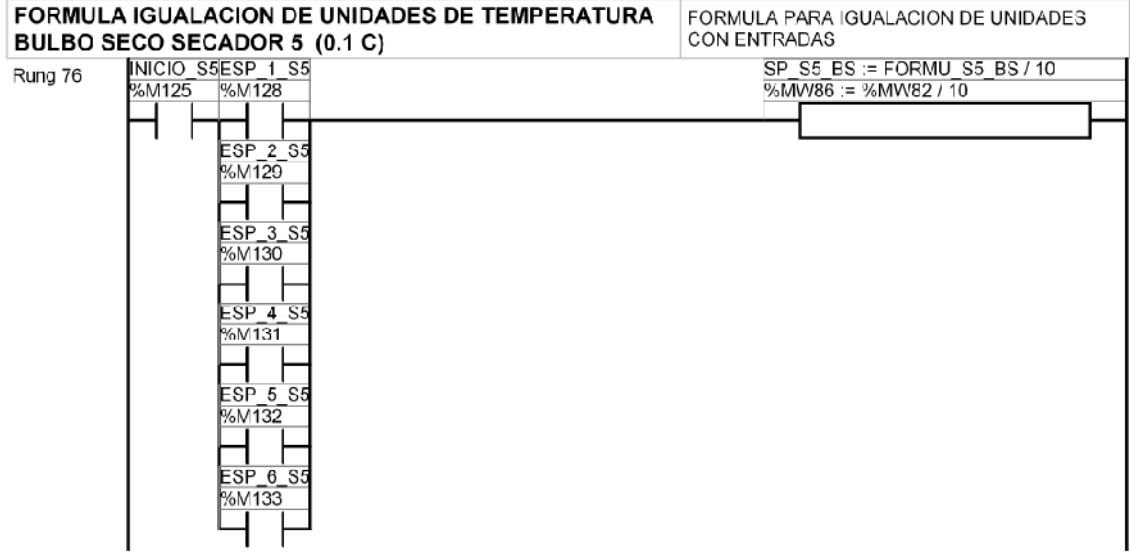 FORMULA IGUALACION DE UNIDADES DE TEMPERATURA
BULBO SECO SECADOR 5 (0.1 C)
FORMULA PARA IGUALACION DE UNIDADES
CON ENTRADAS
Rung 76
INICIO_S5
%M125
ESP_1_S5
%M128
SP_S5_BS := FORMU_S5_BS / 10
%MW86 := %MW82 / 10
ESP_2_S5
%M129
ESP_3_S5
%M130
ESP_4_S5
%M131
ESP_5_S5
%M132
ESP_6_S5
%M133